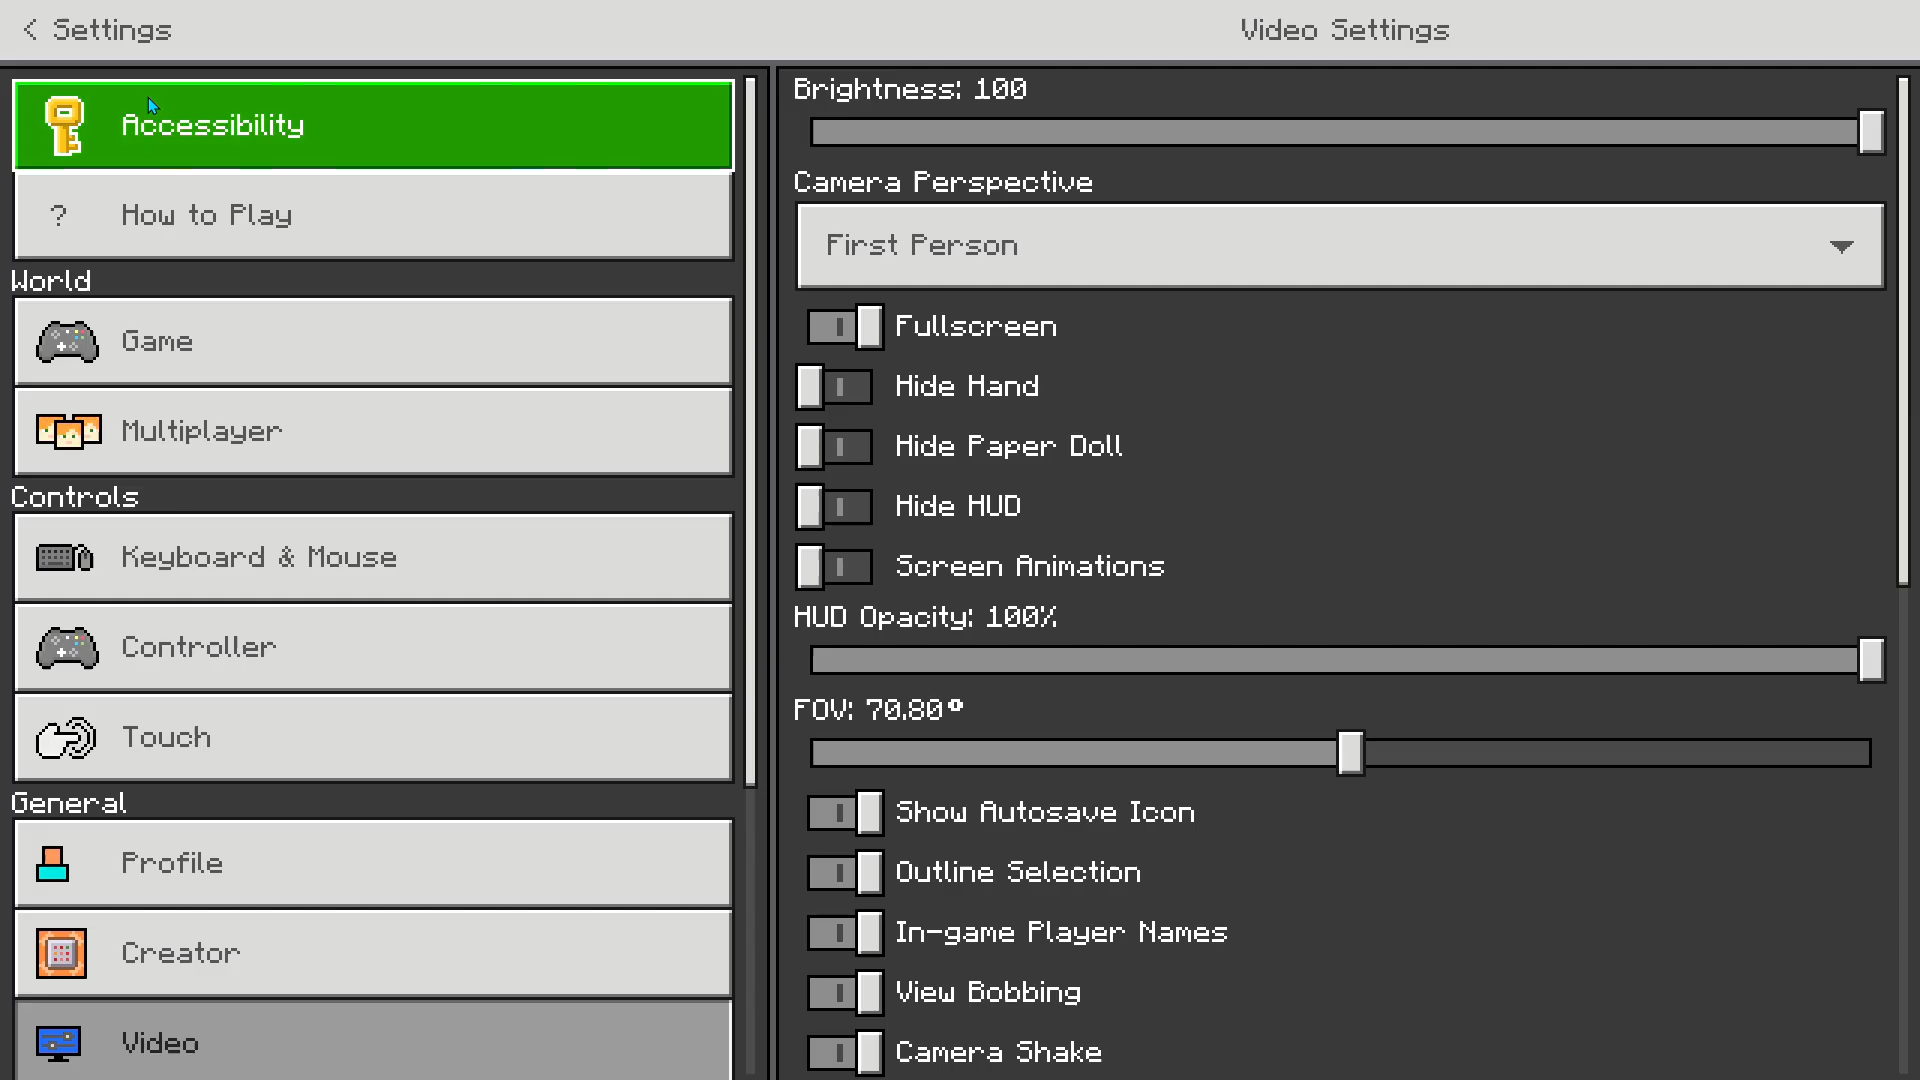 Settings
Video Settings
Accessibility
? How to Play
World
Game
Multiplayer
Controls
Keyboard & Mouse
Controller
Touch
General
Profile
Creator
Video
Brightness: 100
Camera Perspective
First Person
Fullscreen
Hide Hand
Hide Paper Doll
Hide HUD
Screen Animations
HUD Opacity: 100%
FOV: 70.80°
Show Autosave Icon
Outline Selection
In-game Player Names
View Bobbing
Camera Shake